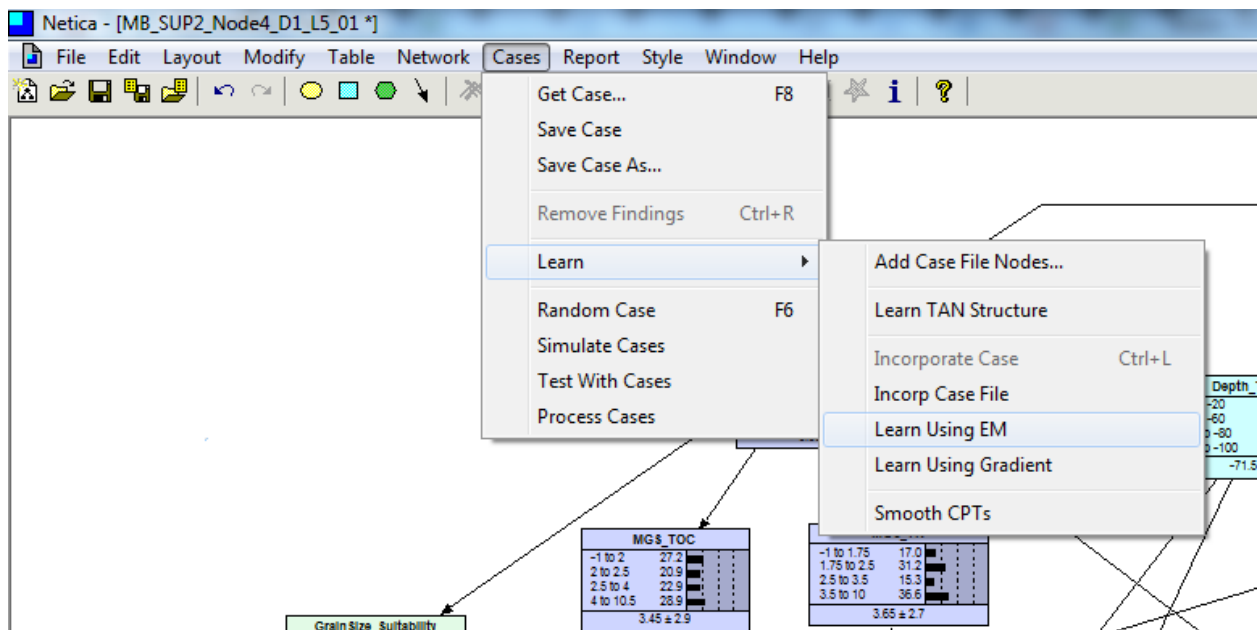 Netica - [MB_SUP2_Node4_D1_L5_01 *]
File Edit Layout Modify Table Network Cases Report Style Window Help
Get Case... F8
Save Case
Save Case As...
Remove Findings Ctrl+R
Learn
Random Case F6
Simulate Cases
Test With Cases
Process Cases
Add Case File Nodes...
Learn TAN Structure
Incorporate Case Ctrl+L
Incorp Case File
Learn Using EM
Learn Using Gradient
Smooth CPTs
-20
-60
-80
-100
-71.5
MGS_TOC
-1 to 2 27.2
2 to 2.5 20.9
2.5 to 4 22.9
4 to 10.5 28.9
3.45 ± 2.9
-1 to 1.75 17.0
1.75 to 2.5 31.2
2.5 to 3.5 15.3
3.5 to 10 36.6
3.65 ± 2.7
Grain Size_Suitability